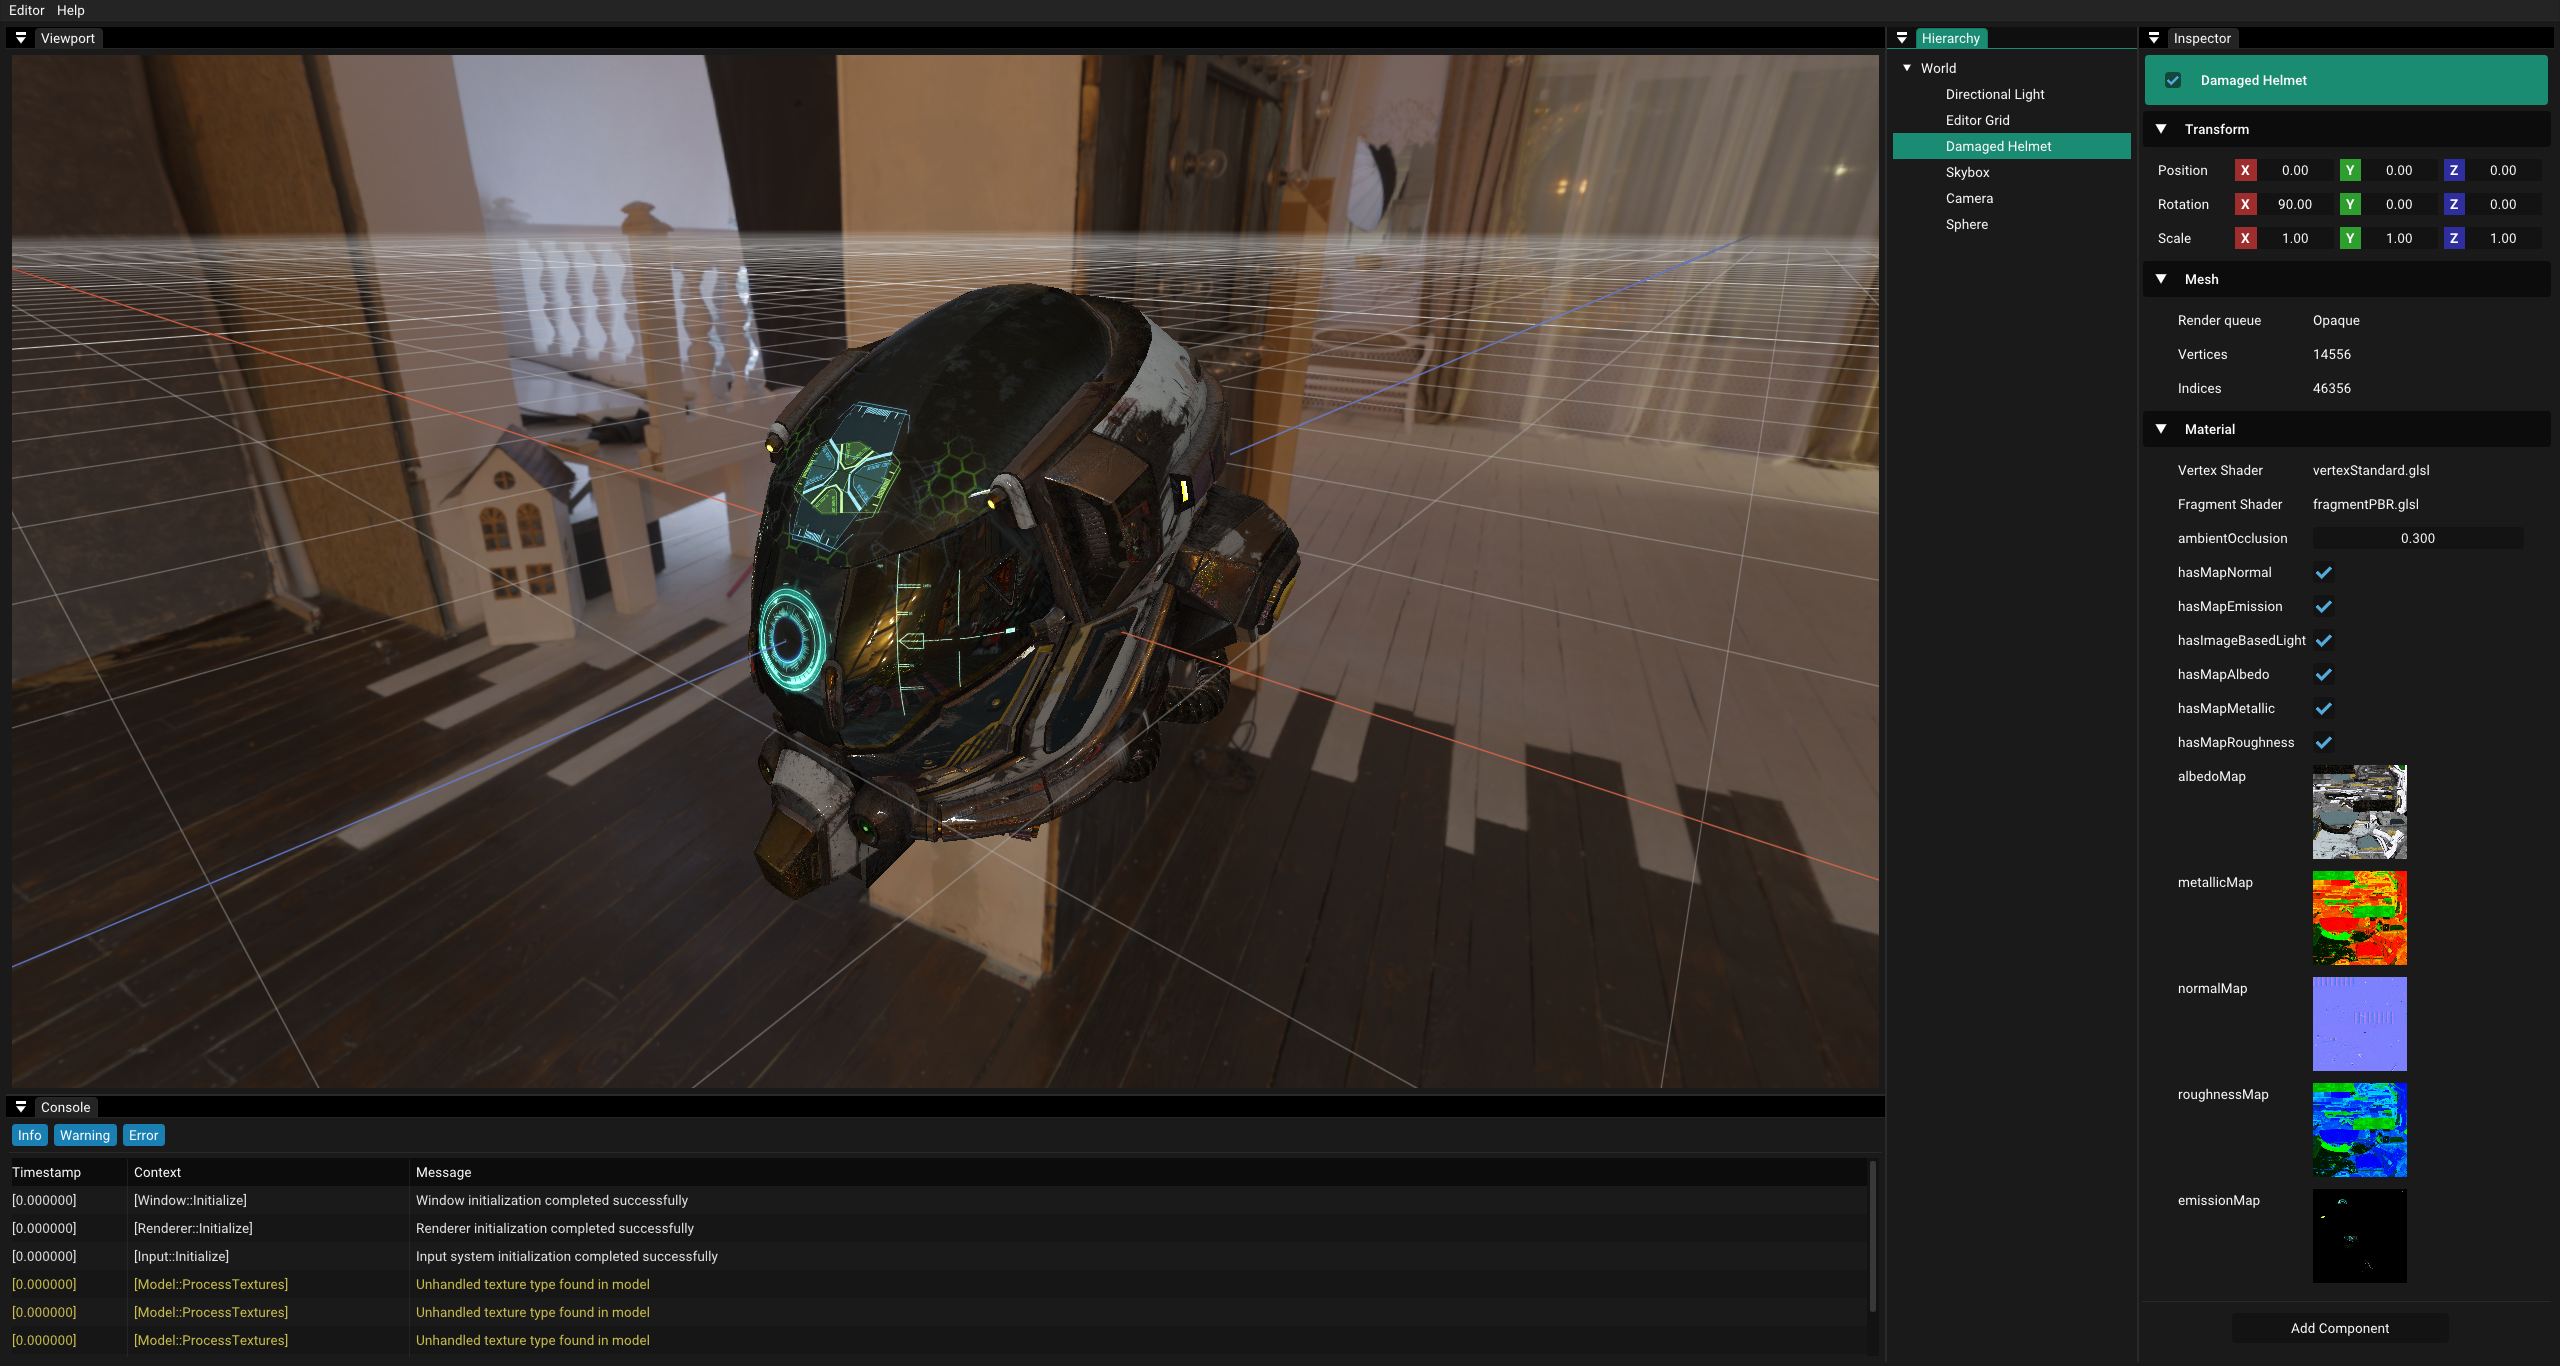 Editor Help
Viewport
Hierarchy
World
Directional Light
Editor Grid
Damaged Helmet
Skybox
Camera
Sphere
Inspector
Damaged Helmet
Transform
Position X 0.00 Y 0.00 Z 0.00
Rotation X 90.00 Y 0.00 Z 0.00
Scale X 1.00 Y 1.00 Z 1.00
Mesh
Render queue Opaque
Vertices 14556
Indices 46356
Material
Vertex Shader vertexStandard.glsl
Fragment Shader fragmentPBR.glsl
ambientOcclusion 0.300
hasMapNormal
hasMapEmission
hasImageBasedLight
hasMapAlbedo
hasMapMetallic
hasMapRoughness
albedoMap
metallicMap
normalMap
roughnessMap
emissionMap
Add Component
Console
Info Warning Error
Timestamp Context Message
[0.000000] [Window::Initialize] Window initialization completed successfully
[0.000000] [Renderer::Initialize] Renderer initialization completed successfully
[0.000000] [Input::Initialize] Input system initialization completed successfully
[0.000000] [Model::ProcessTextures] Unhandled texture type found in model
[0.000000] [Model::ProcessTextures] Unhandled texture type found in model
[0.000000] [Model::ProcessTextures] Unhandled texture type found in model